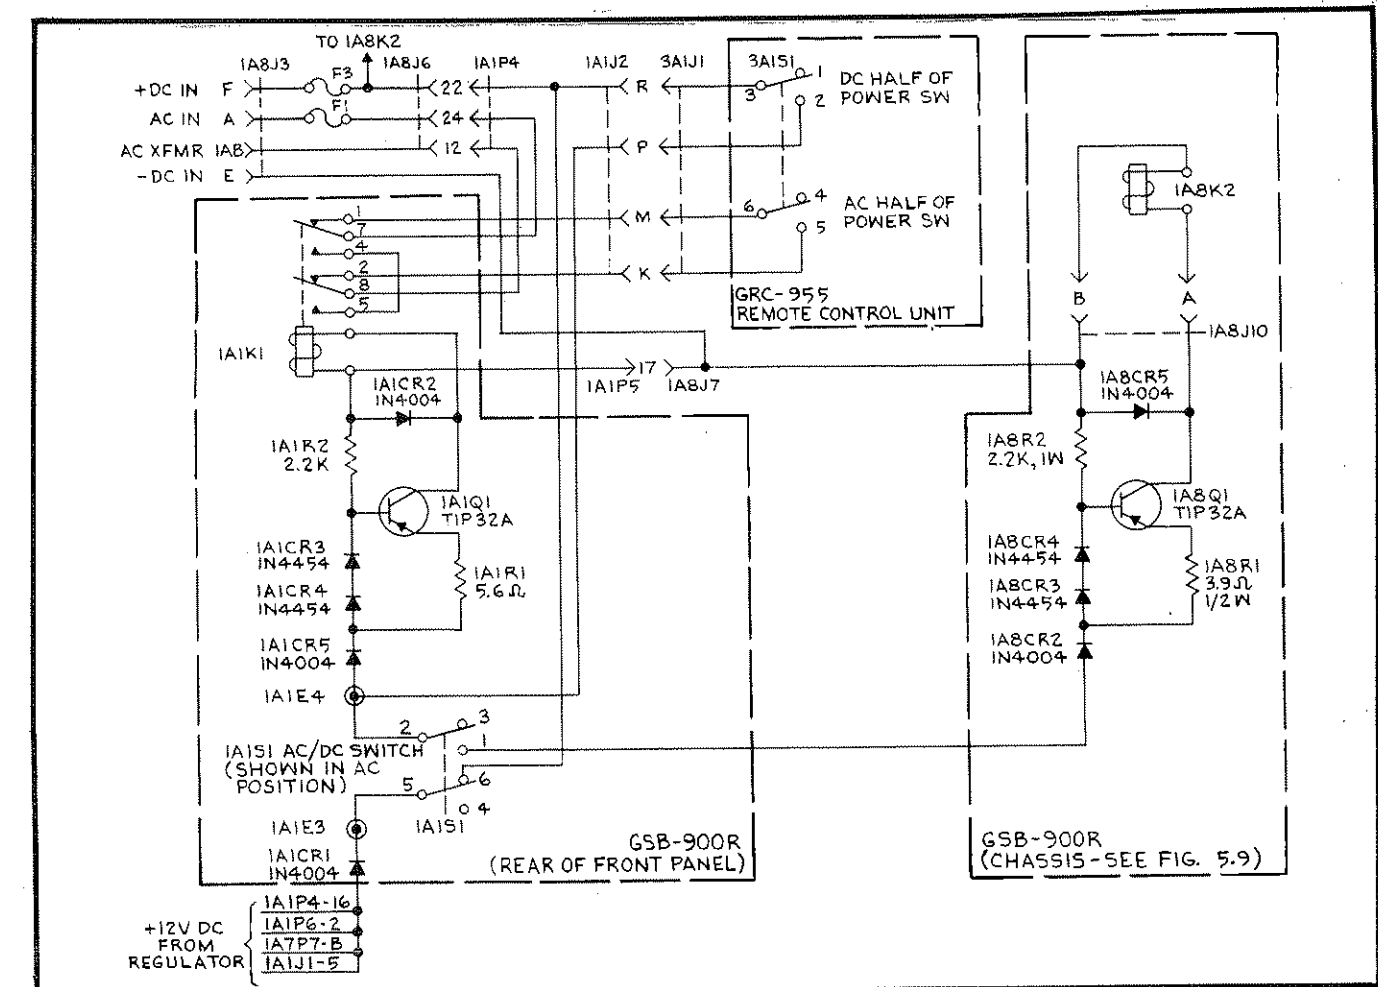 TO 1A8K2
1A8J3
F3
1A8J6
1A1P4
1A1J2
3A1J1
3A1S1
1
DC HALF OF
POWER SW
+DC IN F
22
R
3
2
F1
AC IN A
24
AC XFMR 1AB
12
P
-DC IN E
1A8K2
1
7
4
2
8
5
M
6
4
AC HALF OF
POWER SW
5
K
GRC-955
REMOTE CONTROL UNIT
B
A
1A8J10
1A1K1
17
1A1P5
1A8J7
1A1CR2
1N4004
1A8CR5
1N4004
1A1R2
2.2K
1A8R2
2.2K, 1W
1A1Q1
TIP32A
1A8Q1
TIP32A
1A1CR3
1N4454
1A8CR4
1N4454
1A1R1
5.6Ω
1A8R1
3.9Ω
1/2 W
1A1CR4
1N4454
1A8CR3
1N4454
1A1CR5
1N4004
1A8CR2
1N4004
1A1E4
2
3
1
1A1S1 AC/DC SWITCH
(SHOWN IN AC
POSITION)
5
6
4
1A1E3
1A1S1
GSB-900R
(REAR OF FRONT PANEL)
GSB-900R
(CHASSIS-SEE FIG. 5.9)
1A1CR1
1N4004
+12V DC
FROM
REGULATOR
1A1P4-16
1A1P6-2
1A7P7-B
1A1J1-5